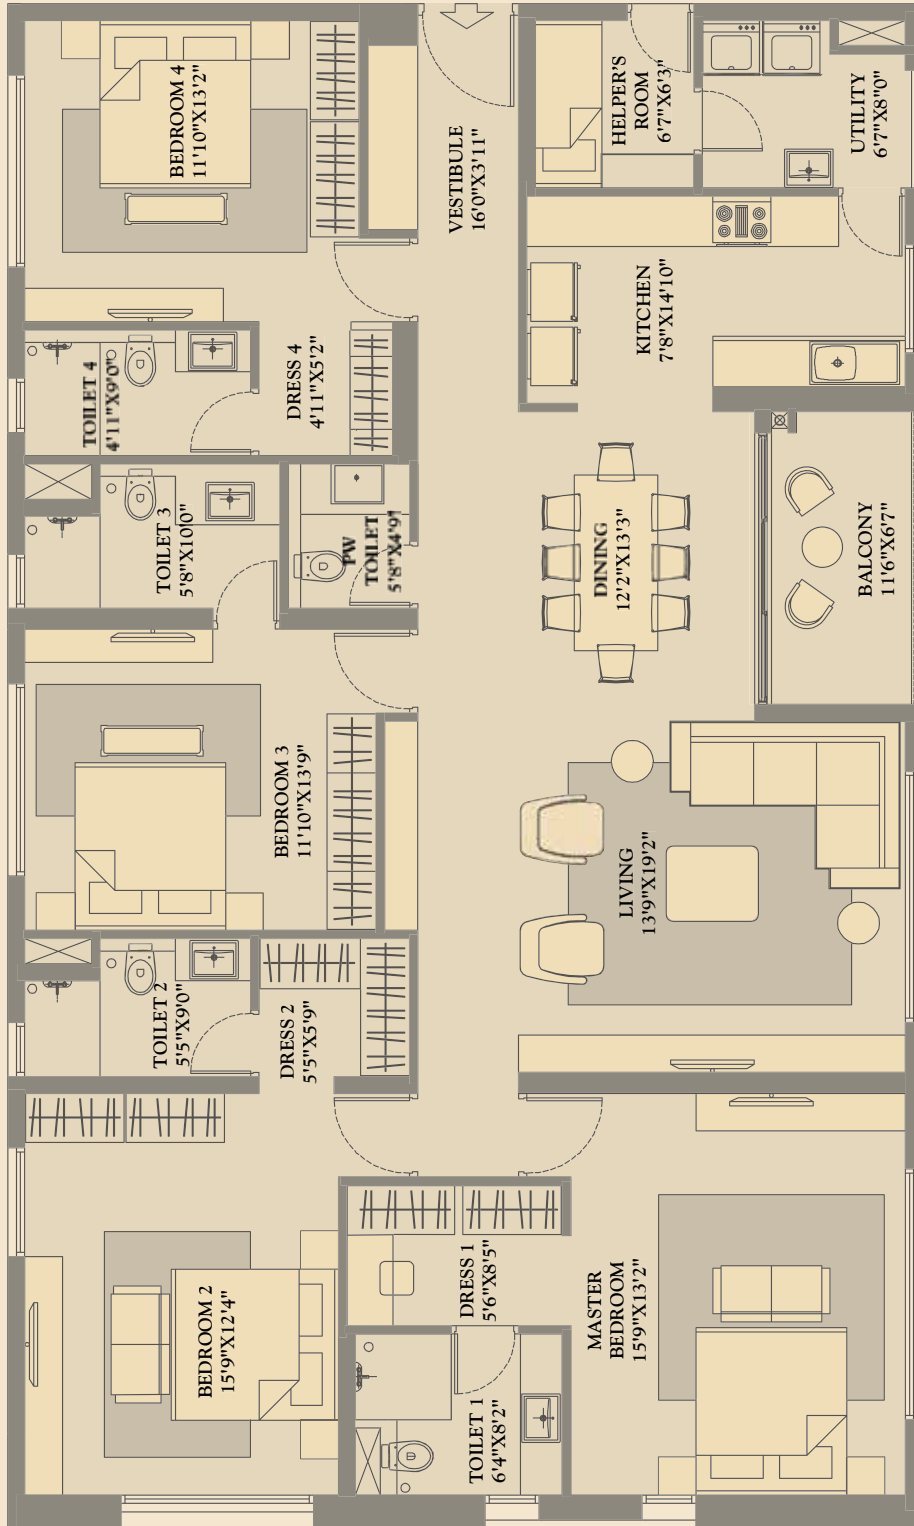 BEDROOM 4
11'10"X13'2"
VESTIBULE
16'0"X3'11"
HELPER'S
ROOM
6'7"X6'3"
UTILITY
6'7"X8'0"
KITCHEN
7'8"X14'10"
TOILET 4
4'11"X9'0"
DRESS 4
4'11"X5'2"
TOILET 3
5'8"X10'0"
PW
TOILET
5'8"X4'9"
DINING
12'2"X13'3"
BALCONY
11'6"X6'7"
BEDROOM 3
11'10"X13'9"
LIVING
13'9"X19'2"
TOILET 2
5'5"X9'0"
DRESS 2
5'5"X5'9"
BEDROOM 2
15'9"X12'4"
DRESS 1
5'6"X8'5"
TOILET 1
6'4"X8'2"
MASTER
BEDROOM
15'9"X13'2"